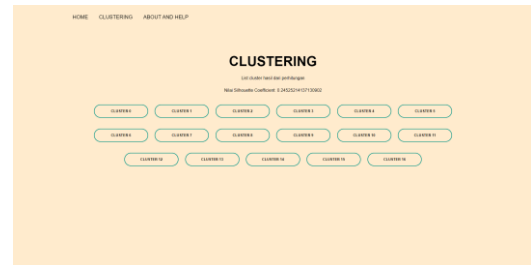 HOME CLUSTERING ABOUT AND HELP
CLUSTERING
List cluster hasil dari perhitungan
Nilai Silhouette Coefficient: 0.2452521413713902
CLUSTER 0 CLUSTER 1 CLUSTER 2 CLUSTER 3 CLUSTER 4 CLUSTER 5
CLUSTER 6 CLUSTER 7 CLUSTER 8 CLUSTER 9 CLUSTER 10 CLUSTER 11
CLUSTER 12 CLUSTER 13 CLUSTER 14 CLUSTER 15 CLUSTER 16